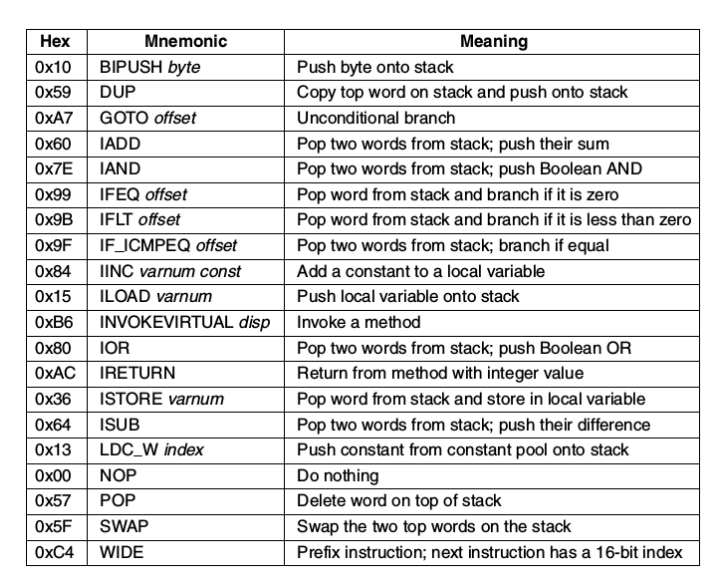 Hex Mnemonic Meaning
0x10 BIPUSH byte Push byte onto stack
0x59 DUP Copy top word on stack and push onto stack
0xA7 GOTO offset Unconditional branch
0x60 IADD Pop two words from stack; push their sum
0x7E IAND Pop two words from stack; push Boolean AND
0x99 IFEQ offset Pop word from stack and branch if it is zero
0x9B IFLT offset Pop word from stack and branch if it is less than zero
0x9F IF_ICMPEQ offset Pop two words from stack; branch if equal
0x84 IINC varnum const Add a constant to a local variable
0x15 ILOAD varnum Push local variable onto stack
0xB6 INVOKEVIRTUAL disp Invoke a method
0x80 IOR Pop two words from stack; push Boolean OR
0xAC IRETURN Return from method with integer value
0x36 ISTORE varnum Pop word from stack and store in local variable
0x64 ISUB Pop two words from stack; push their difference
0x13 LDC_W index Push constant from constant pool onto stack
0x00 NOP Do nothing
0x57 POP Delete word on top of stack
0x5F SWAP Swap the two top words on the stack
0xC4 WIDE Prefix instruction; next instruction has a 16-bit index